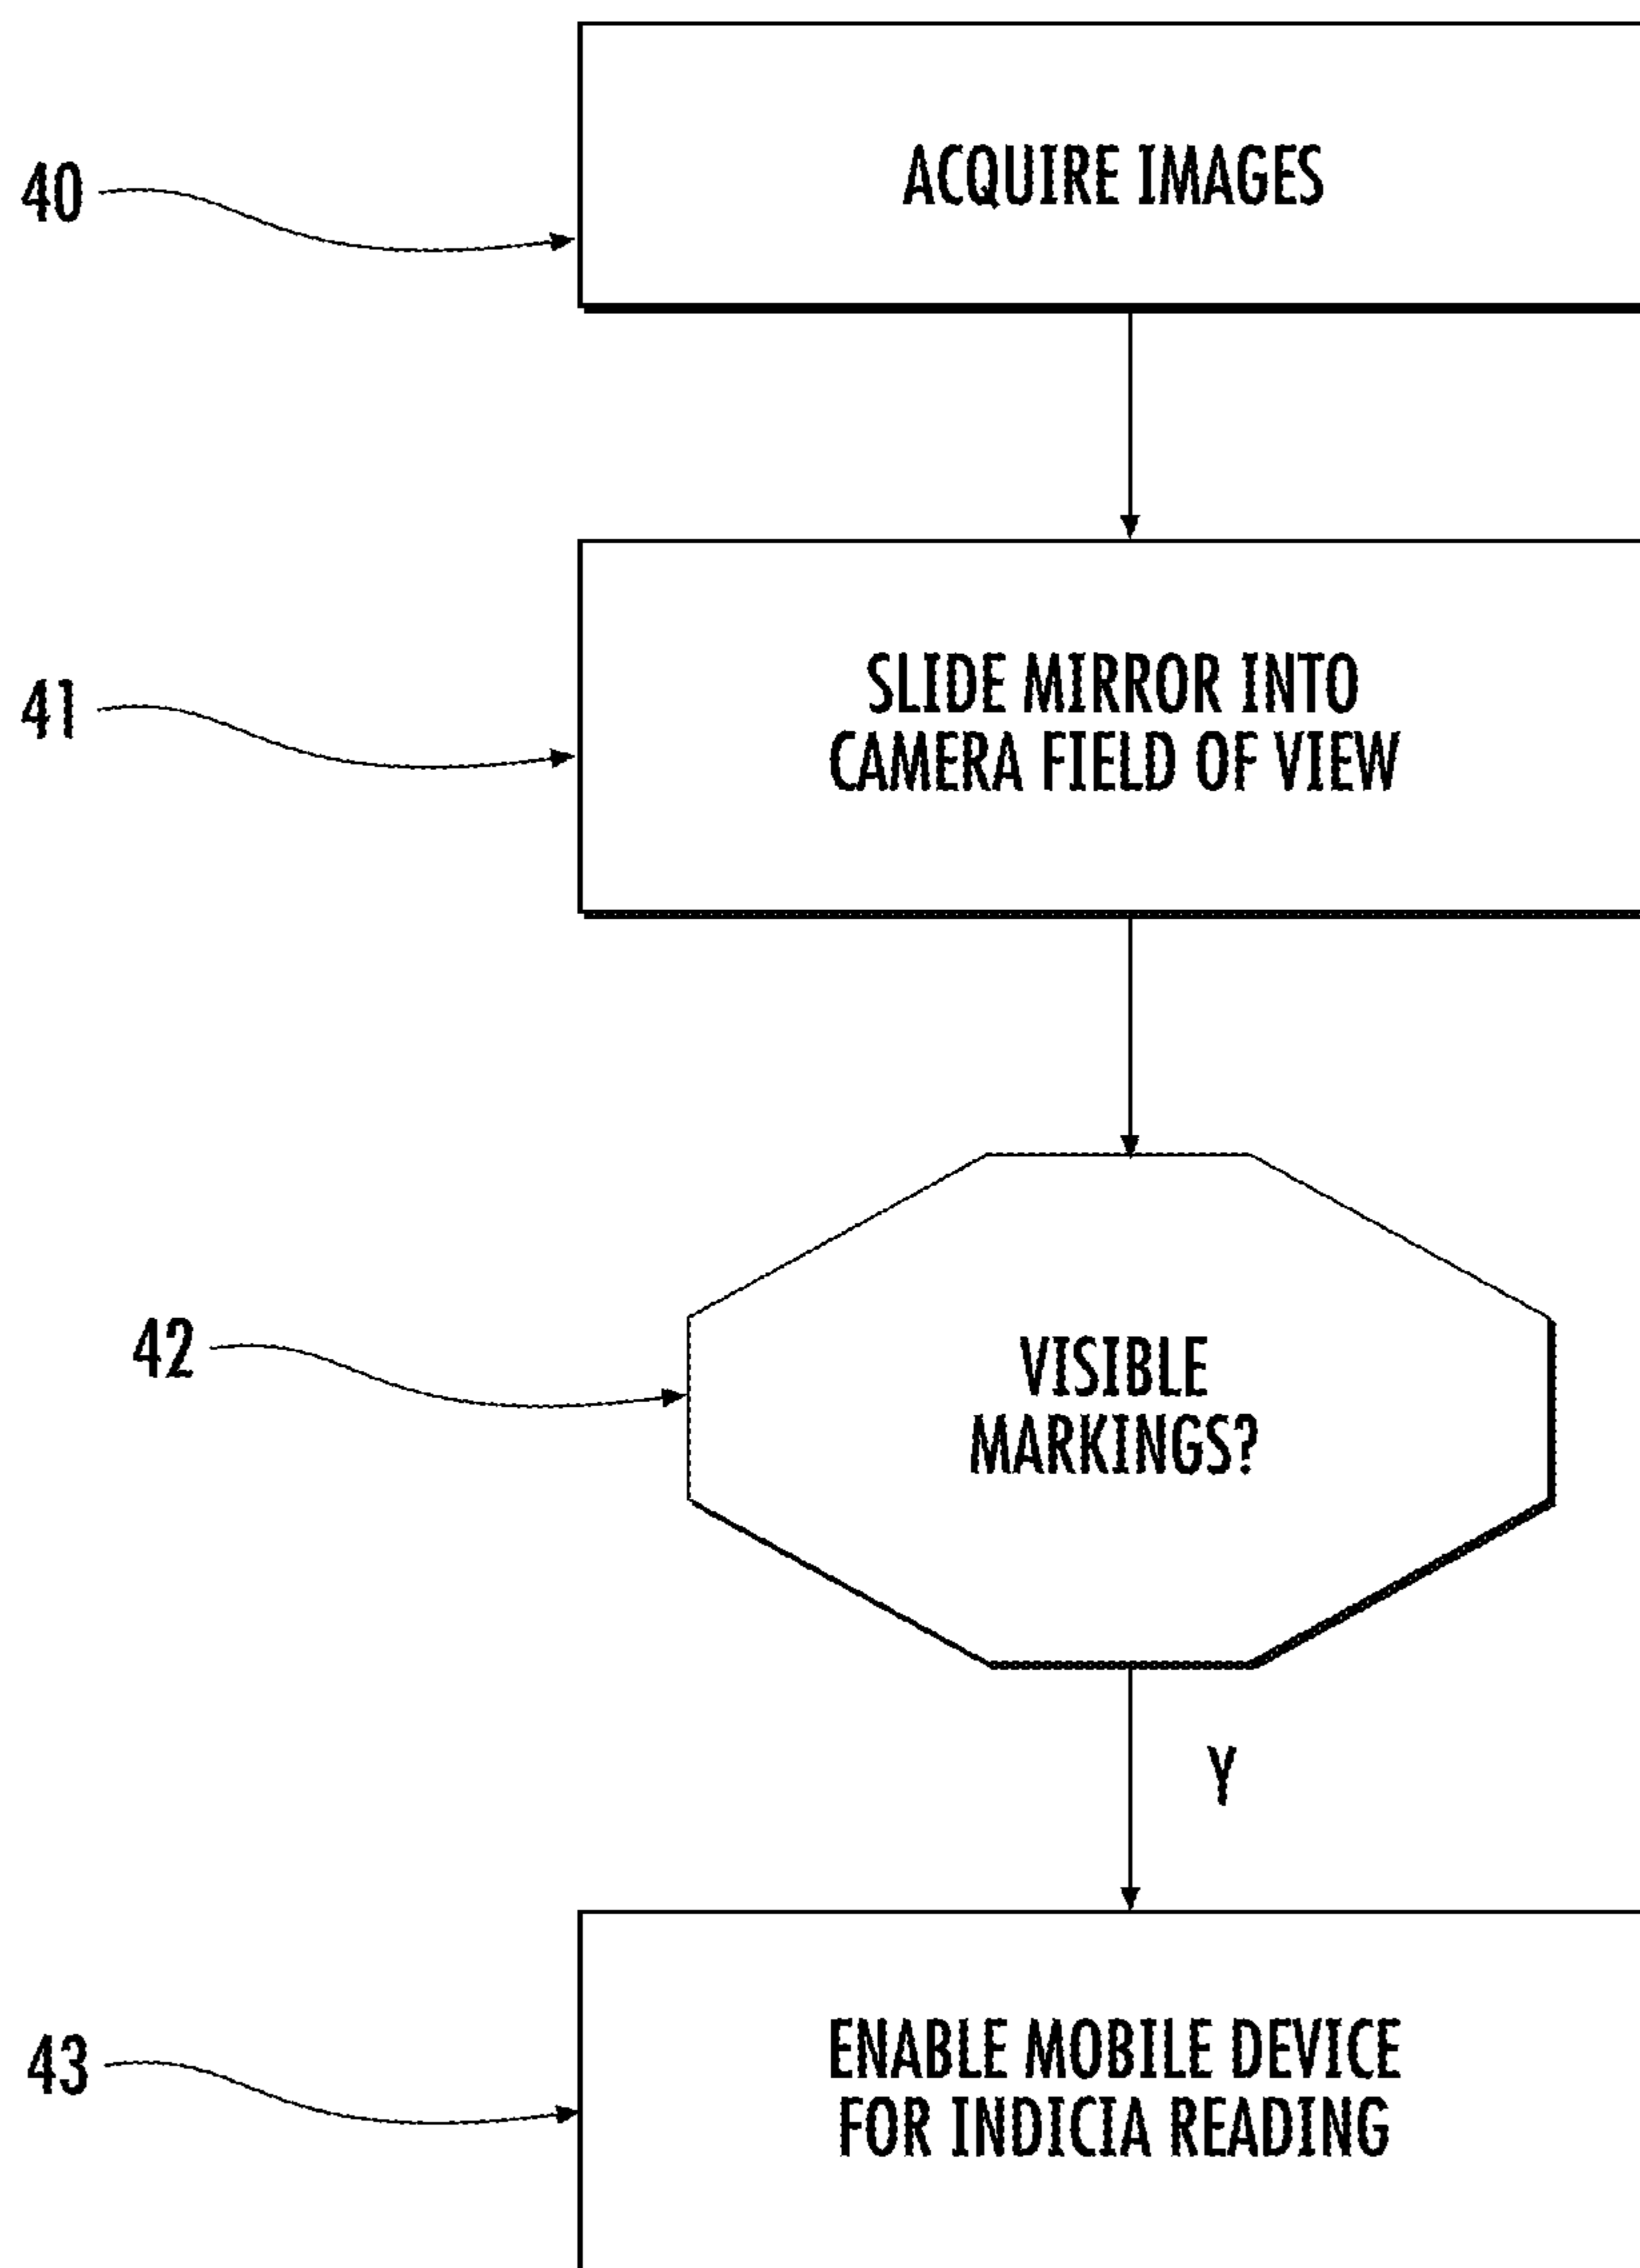 40
ACQUIRE IMAGES
41
SLIDE MIRROR INTO
CAMERA FIELD OF VIEW
42
VISIBLE
MARKINGS?
Y
43
ENABLE MOBILE DEVICE
FOR INDICIA READING